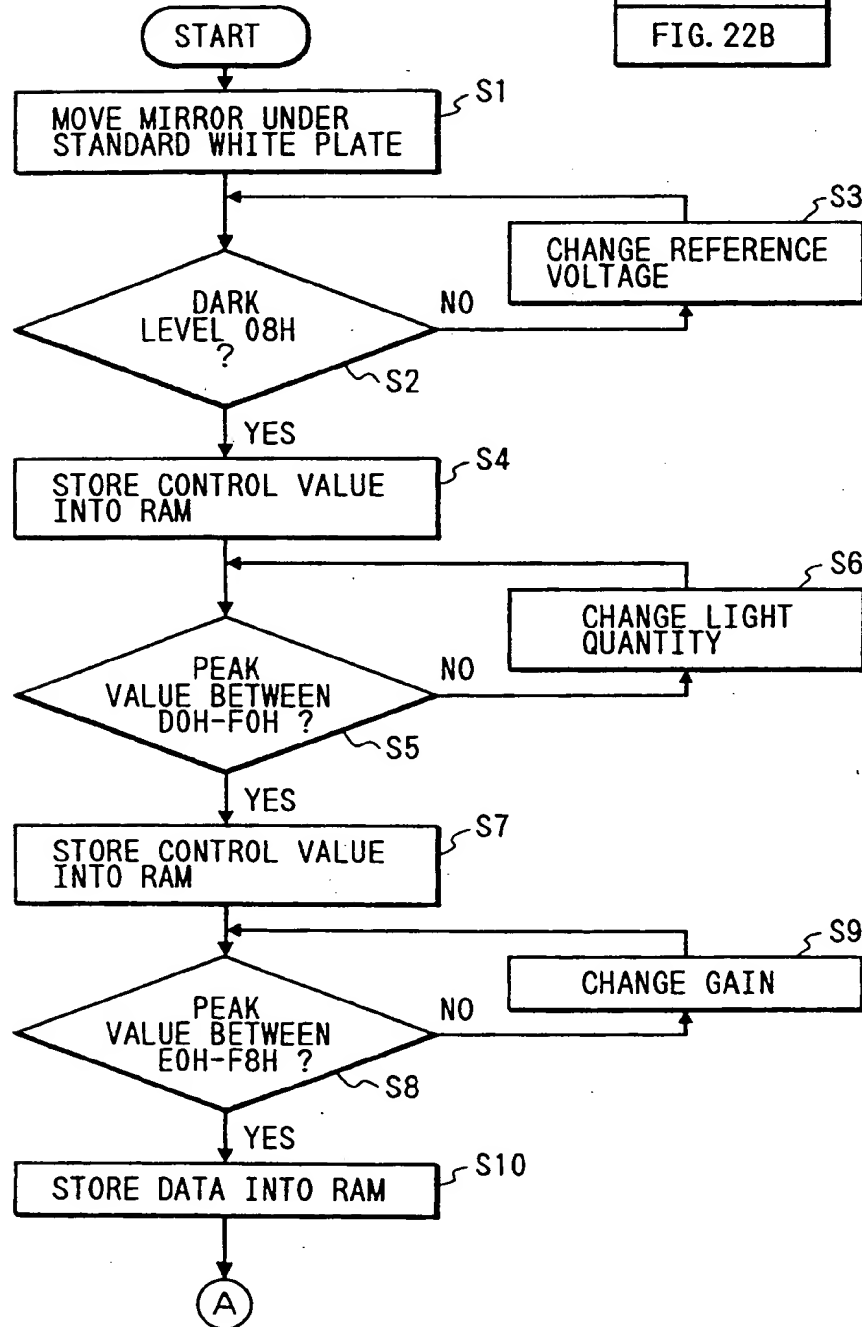 FIG. 22B
START
S1
MOVE MIRROR UNDER
STANDARD WHITE PLATE
S3
CHANGE REFERENCE
VOLTAGE
DARK
LEVEL 08H
?
NO
S2
YES
S4
STORE CONTROL VALUE
INTO RAM
S6
CHANGE LIGHT
QUANTITY
PEAK
VALUE BETWEEN
D0H-F0H ?
NO
S5
YES
S7
STORE CONTROL VALUE
INTO RAM
S9
CHANGE GAIN
PEAK
VALUE BETWEEN
E0H-F8H ?
NO
S8
YES
S10
STORE DATA INTO RAM
A